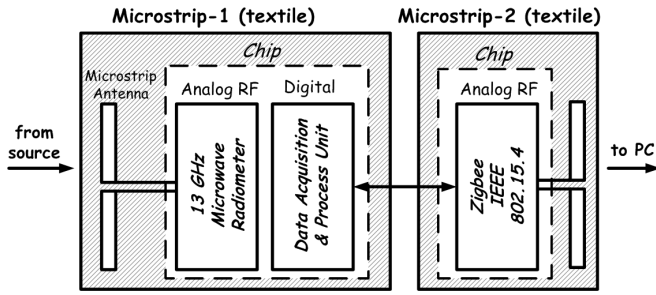 Microstrip-1 (textile)
Microstrip-2 (textile)
Chip
Chip
Microstrip
Antenna
Analog RF
Digital
Analog RF
from
source
13 GHz
Microwave
Radiometer
Data Acquisition
& Process Unit
Zigbee
IEEE
802.15.4
to PC